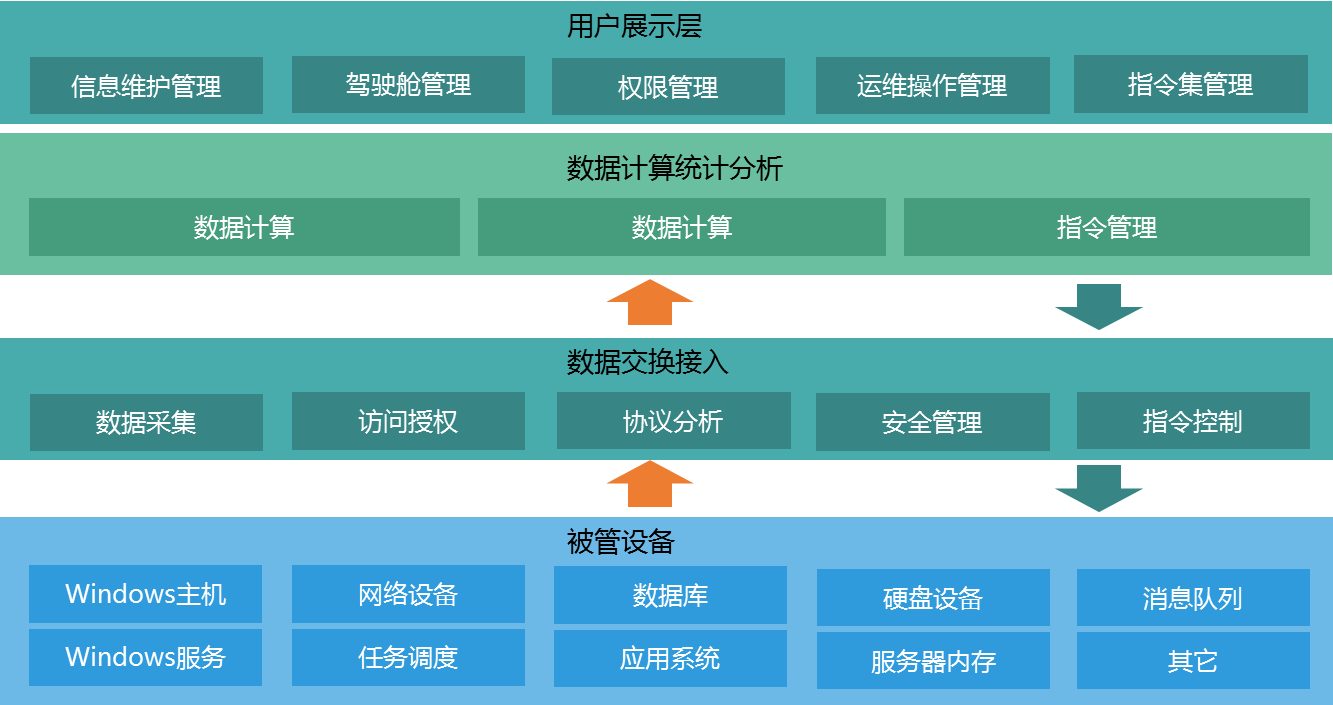 用户展示层
信息维护管理
驾驶舱管理
权限管理
运维操作管理
指令集管理
数据计算统计分析
数据计算
数据计算
指令管理
数据交换接入
数据采集
访问授权
协议分析
安全管理
指令控制
被管设备
Windows主机
网络设备
数据库
硬盘设备
消息队列
Windows服务
任务调度
应用系统
服务器内存
其它